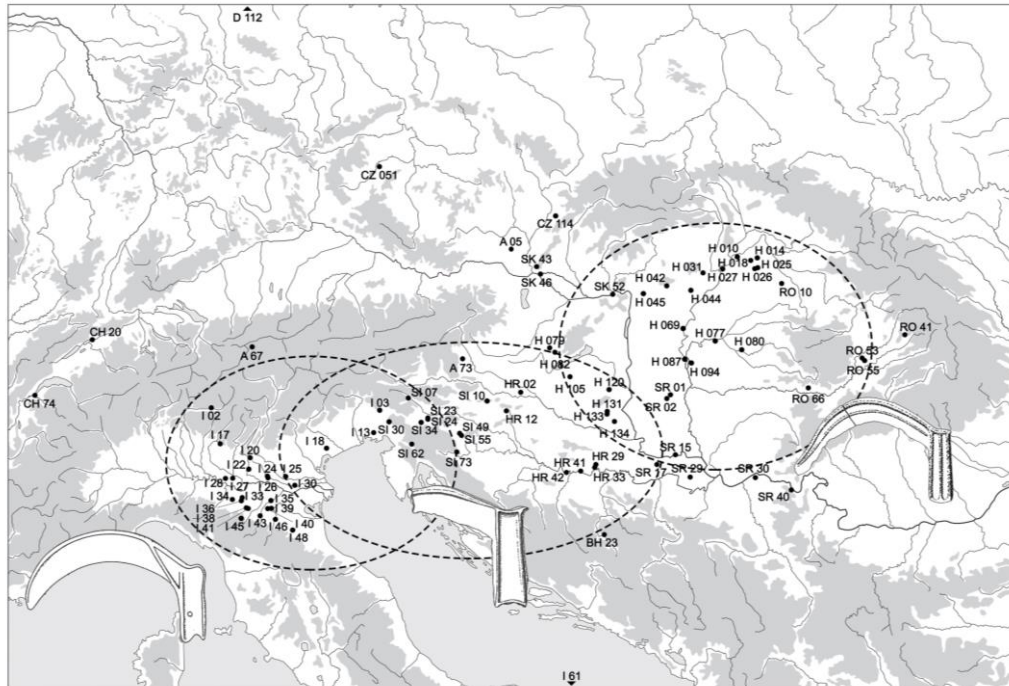 D 112
CZ 051
CZ 114
A 05
SK 43
SK 46
SK 52
H 010
H 014
H 018
H 025
H 031
H 027
H 026
H 042
H 045
H 044
RO 10
H 069
H 077
H 080
RO 41
RO 53
RO 55
CH 20
A 67
H 079
H 082
A 73
H 087
H 094
CH 74
I 02
I 03
SI 07
SI 10
HR 02
H 105
H 129
SR 01
SR 02
RO 66
SI 23
SI 24
HR 12
H 131
H 133
H 134
I 13
SI 30
SI 34
SI 49
SI 55
I 17
I 18
SI 62
SI 73
I 20
I 22
I 24
I 25
HR 41
HR 29
HR 42
HR 33
SR 15
SR 17
SR 29
SR 30
SR 40
I 28
I 27
I 26
I 30
I 34
I 33
I 35
I 36
I 39
I 38
I 41
I 45
I 43
I 46
I 40
I 48
BH 23
I 61